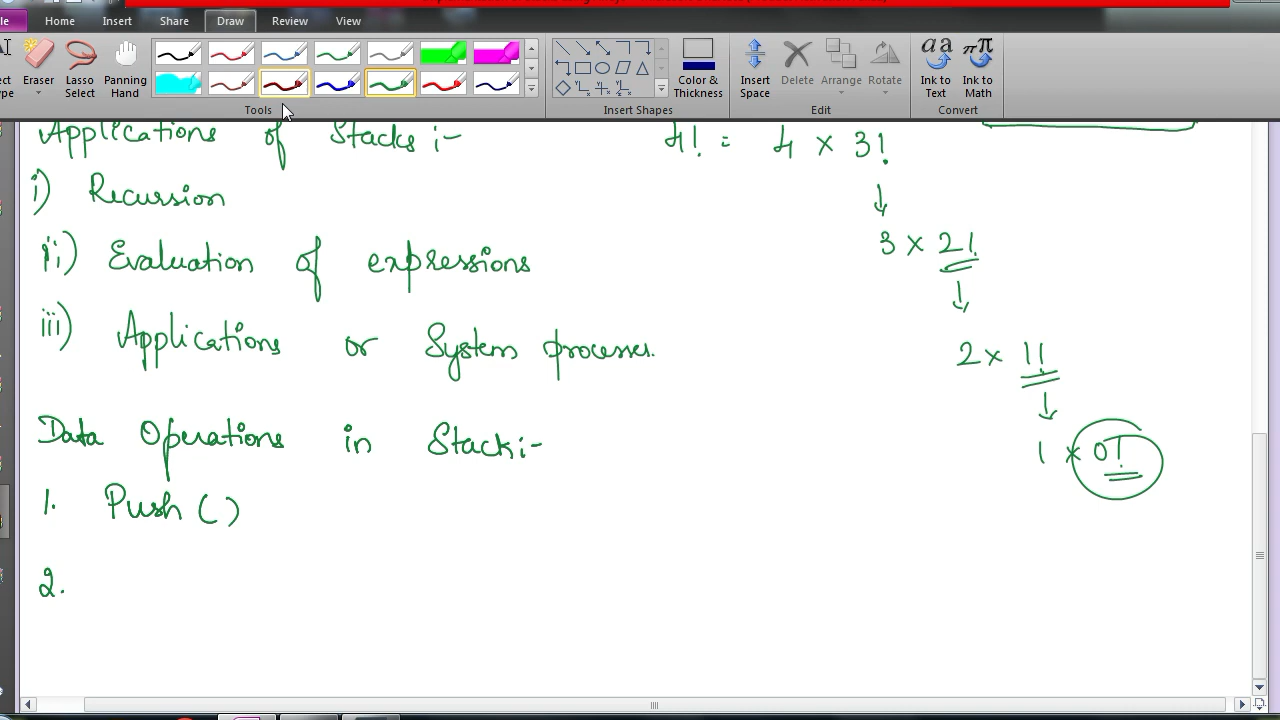 Home Insert Share Draw Review View
Eraser
Lasso Select
Panning Hand
Color & Thickness
Insert Space
Delete
Arrange
Rotate
Ink to Text
Ink to Math
Tools Insert Shapes Edit Convert
Applications of Stacks :-
i) Recursion
ii) Evaluation of expressions
iii) Applications or System processes.
Data Operations in Stack :-
1. Push ( )
2.
4! = 4 × 3!
3 × 2!
2 × 1!
1 × 0!